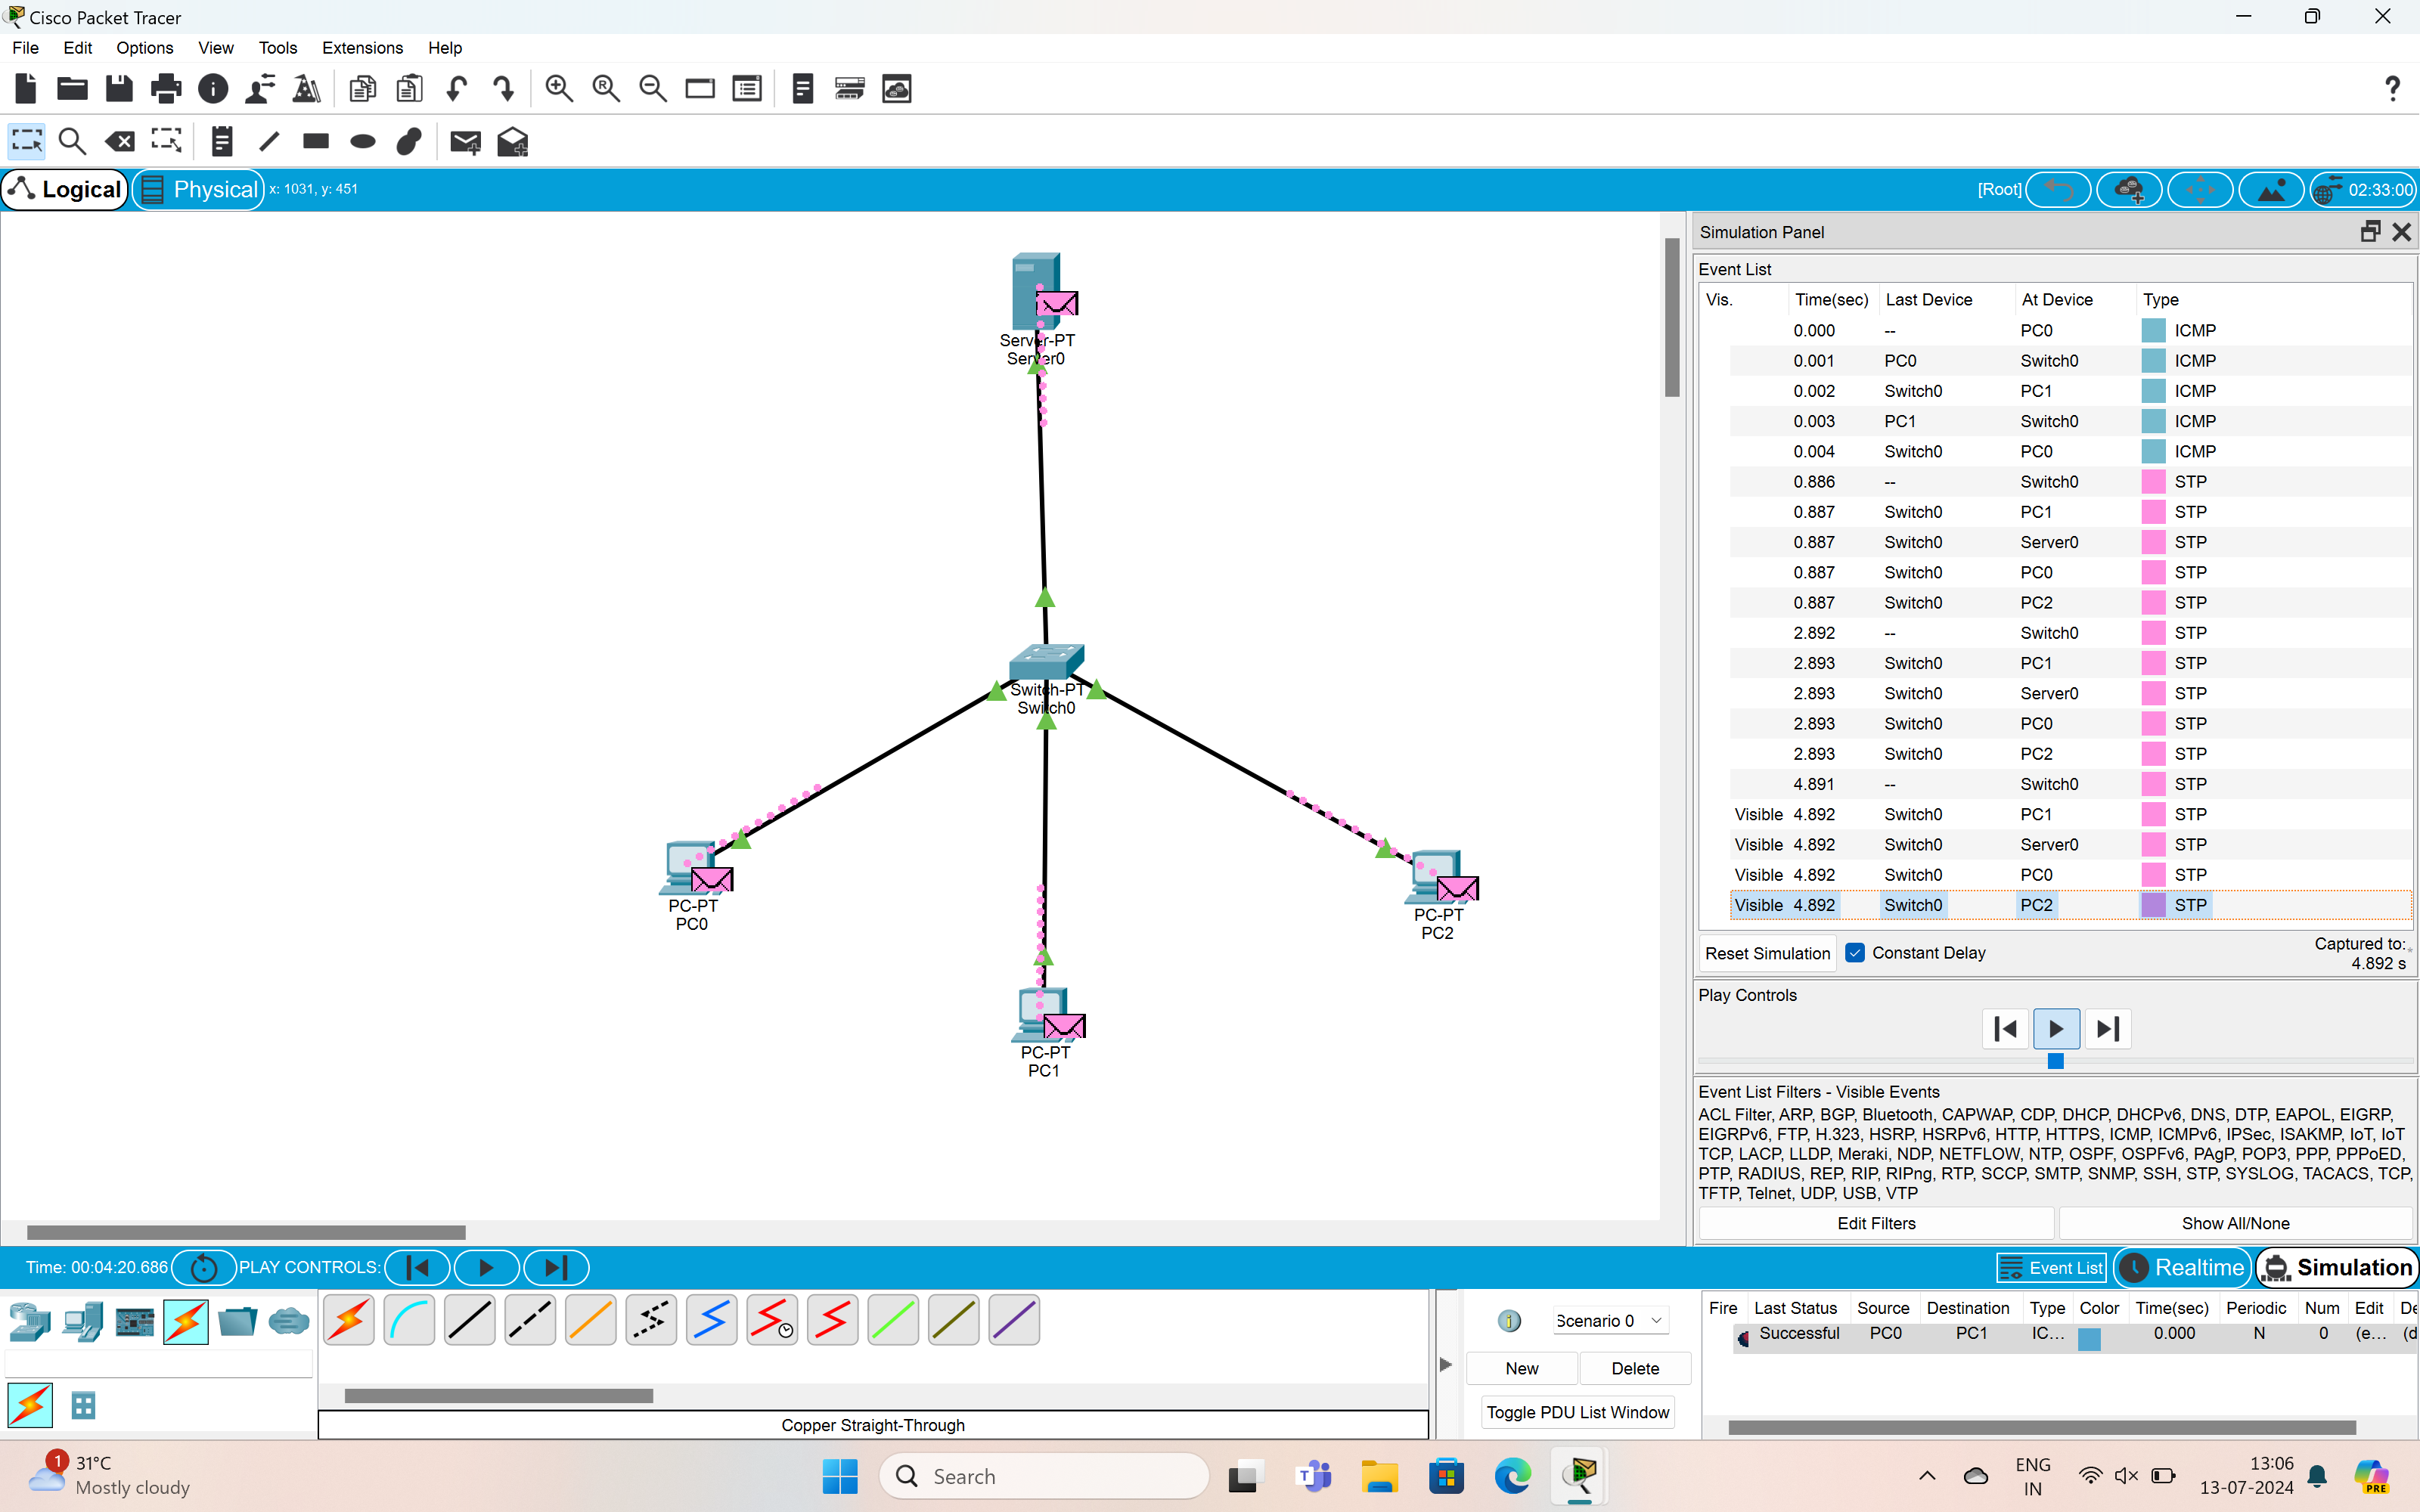 Cisco Packet Tracer
File Edit Options View Tools Extensions Help
Logical Physical x: 1031, y: 451 [Root] 02:33:00
Server-PT
Server0
Switch-PT
Switch0
PC-PT
PC0
PC-PT
PC2
PC-PT
PC1
Simulation Panel
Event List
Vis. Time(sec) Last Device At Device Type
0.000 -- PC0 ICMP
0.001 PC0 Switch0 ICMP
0.002 Switch0 PC1 ICMP
0.003 PC1 Switch0 ICMP
0.004 Switch0 PC0 ICMP
0.886 -- Switch0 STP
0.887 Switch0 PC1 STP
0.887 Switch0 Server0 STP
0.887 Switch0 PC0 STP
0.887 Switch0 PC2 STP
2.892 -- Switch0 STP
2.893 Switch0 PC1 STP
2.893 Switch0 Server0 STP
2.893 Switch0 PC0 STP
2.893 Switch0 PC2 STP
4.891 -- Switch0 STP
Visible 4.892 Switch0 PC1 STP
Visible 4.892 Switch0 Server0 STP
Visible 4.892 Switch0 PC0 STP
Visible 4.892 Switch0 PC2 STP
Reset Simulation Constant Delay Captured to: *
4.892 s
Play Controls
Event List Filters - Visible Events
ACL Filter, ARP, BGP, Bluetooth, CAPWAP, CDP, DHCP, DHCPv6, DNS, DTP, EAPOL, EIGRP,
EIGRPv6, FTP, H.323, HSRP, HSRPv6, HTTP, HTTPS, ICMP, ICMPv6, IPSec, ISAKMP, IoT, IoT
TCP, LACP, LLDP, Meraki, NDP, NETFLOW, NTP, OSPF, OSPFv6, PAgP, POP3, PPP, PPPoED,
PTP, RADIUS, REP, RIP, RIPng, RTP, SCCP, SMTP, SNMP, SSH, STP, SYSLOG, TACACS, TCP,
TFTP, Telnet, UDP, USB, VTP
Edit Filters Show All/None
Time: 00:04:20.686 PLAY CONTROLS: Event List Realtime Simulation
Scenario 0
New Delete
Toggle PDU List Window
Fire Last Status Source Destination Type Color Time(sec) Periodic Num Edit De
Successful PC0 PC1 IC... 0.000 N 0 (e... (d
Copper Straight-Through
1 31°C
Mostly cloudy
Search
T
ENG
IN
13:06
13-07-2024
PRE